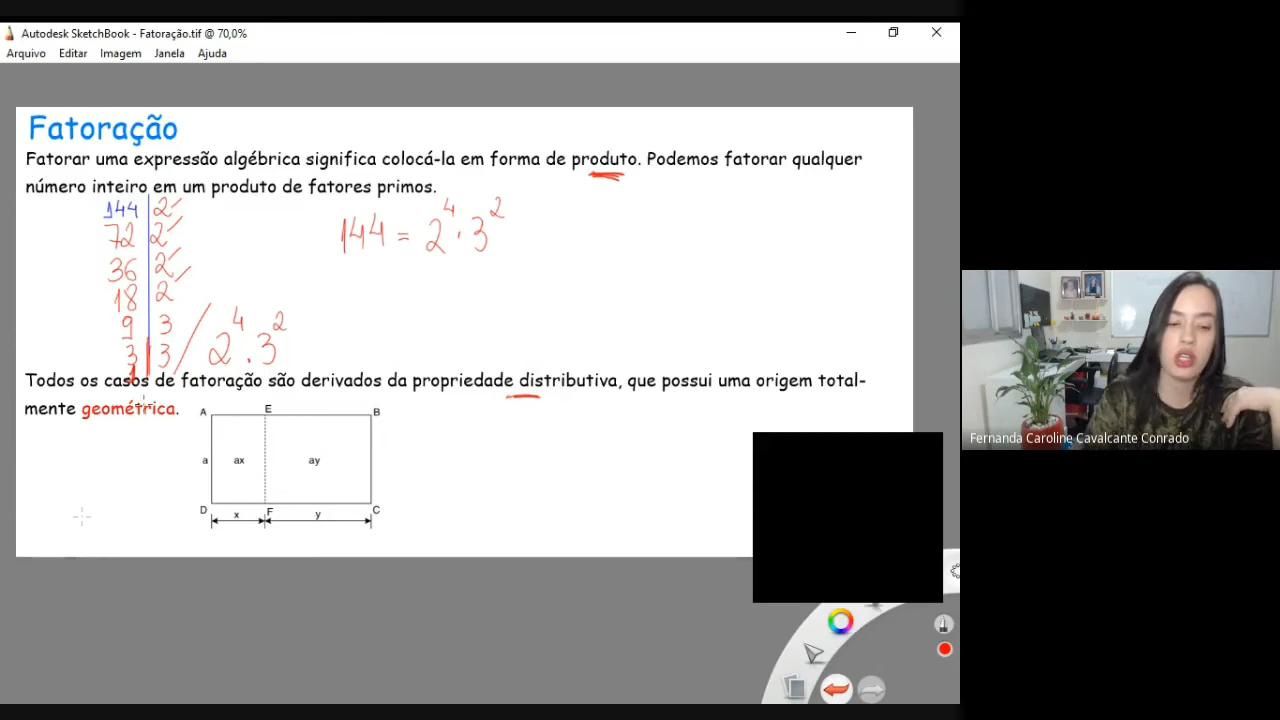 Autodesk SketchBook - Fatoração.tif @ 70,0%
Arquivo Editar Imagem Janela Ajuda
Fatoração
Fatorar uma expressão algébrica significa colocá-la em forma de produto. Podemos fatorar qualquer
número inteiro em um produto de fatores primos.
144 2
72 2
36 2
18 2
9 3
3 3
1
2⁴ . 3²
144 = 2⁴ . 3²
Todos os casos de fatoração são derivados da propriedade distributiva, que possui uma origem total-
mente geométrica.
A E B
a ax ay
D F C
x y
Fernanda Caroline Cavalcante Conrado